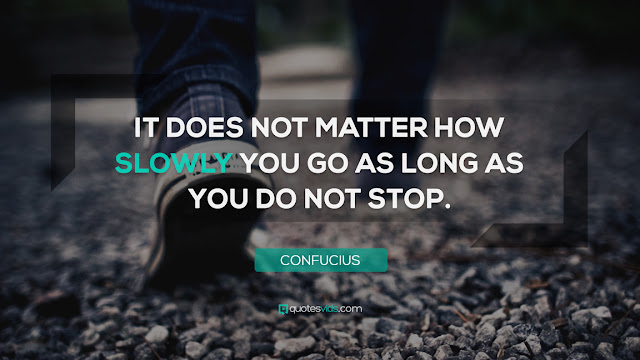 IT DOES NOT MATTER HOW
SLOWLY YOU GO AS LONG AS
YOU DO NOT STOP.
CONFUCIUS
quotesvids.com